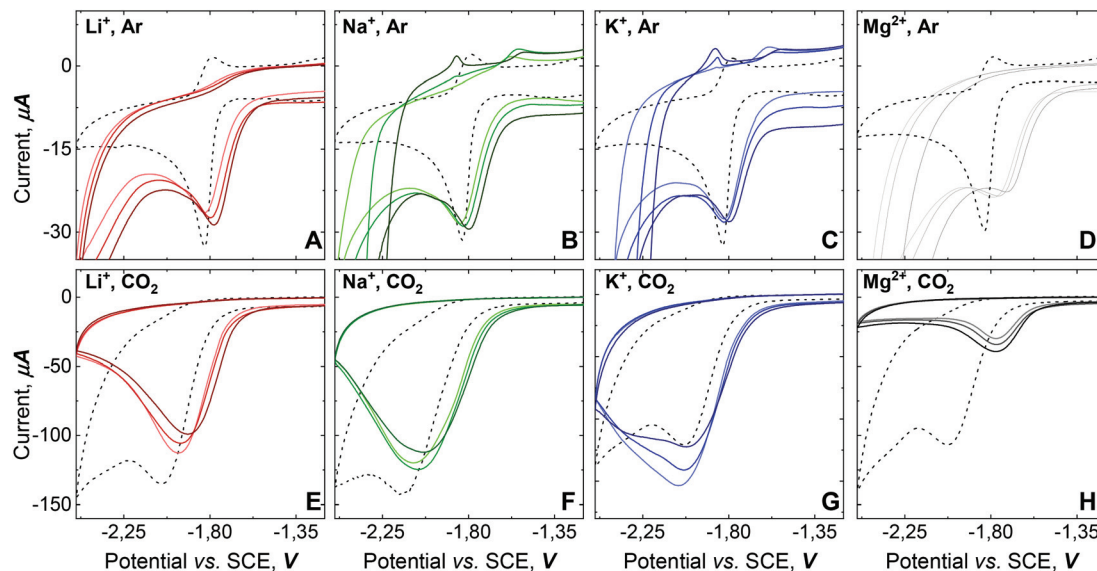 Li⁺, Ar
Na⁺, Ar
K⁺, Ar
Mg²⁺, Ar
0
-15
-30
Current, μA
A
B
C
D
Li⁺, CO₂
Na⁺, CO₂
K⁺, CO₂
Mg²⁺, CO₂
0
-50
-100
-150
Current, μA
E
F
G
H
-2.25 -1.80 -1.35
-2.25 -1.80 -1.35
-2.25 -1.80 -1.35
-2.25 -1.80 -1.35
Potential vs. SCE, V
Potential vs. SCE, V
Potential vs. SCE, V
Potential vs. SCE, V